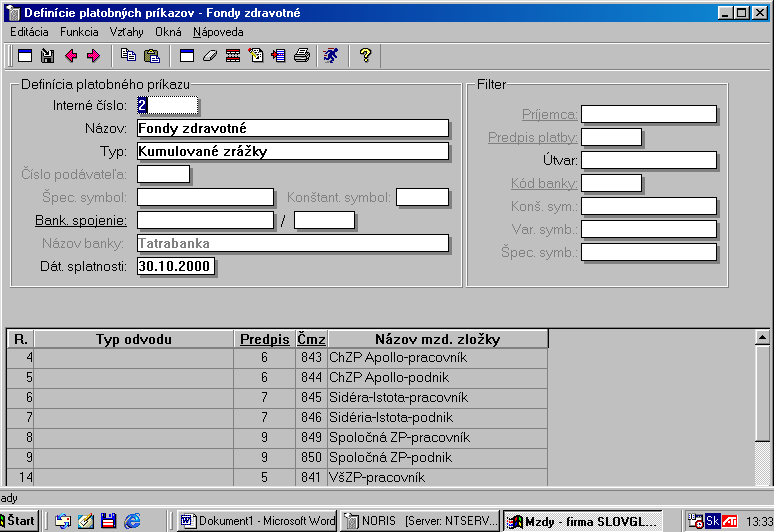 Definície platobných príkazov - Fondy zdravotné
Editácia Funkcia Vzťahy Okná Nápoveda
Definícia platobného príkazu
Interné číslo: 2
Názov: Fondy zdravotné
Typ: Kumulované zrážky
Číslo podávateľa:
Špec. symbol: Konštant. symbol:
Bank. spojenie: /
Názov banky: Tatrabanka
Dát. splatnosti: 30.10.2000
Filter
Príjemca:
Predpis platby:
Útvar:
Kód banky:
Konš. sym.:
Var. symb.:
Špec. symb.:
R. Typ odvodu Predpis Čmz Názov mzd. zložky
4 6 843 ChZP Apollo-pracovník
5 6 844 ChZP Apollo-podnik
6 7 845 Sidéra-Istota-pracovník
7 7 846 Sidéria-Istota-podnik
8 9 849 Spoločná ZP-pracovník
9 9 850 Spoločná ZP-podnik
14 5 841 VšZP-pracovník
ady
Štart Dokument1 - Microsoft Word NORIS [Server: NTSERV... Mzdy - firma SLOVGL... Sk 13:33